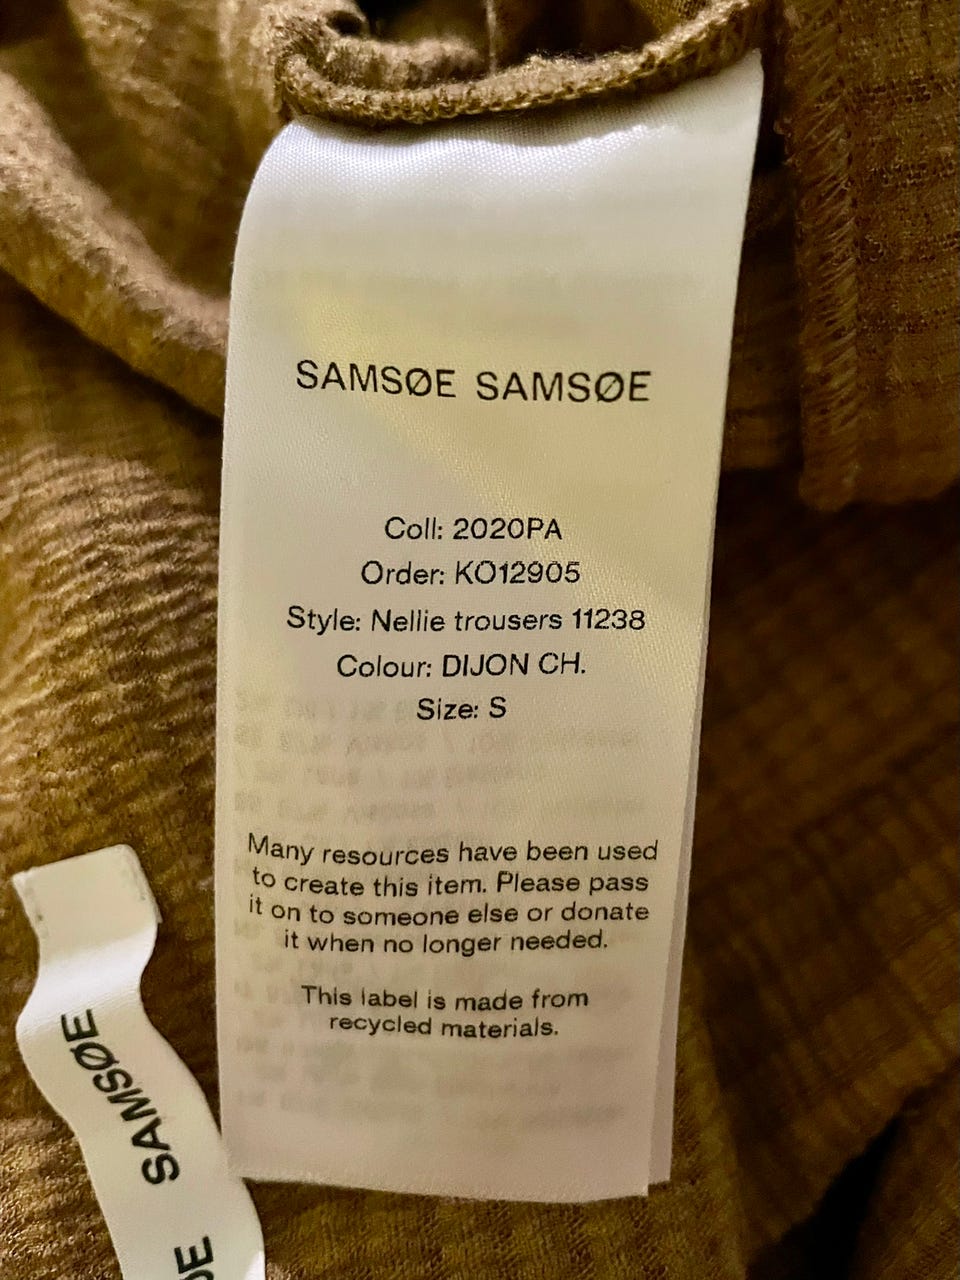 SAMSØE SAMSØE
Coll: 2020PA
Order: KO12905
Style: Nellie trousers 11238
Colour: DIJON CH.
Size: S
Many resources have been used
to create this item. Please pass
it on to someone else or donate
it when no longer needed.
This label is made from
recycled materials.
SAMSØE